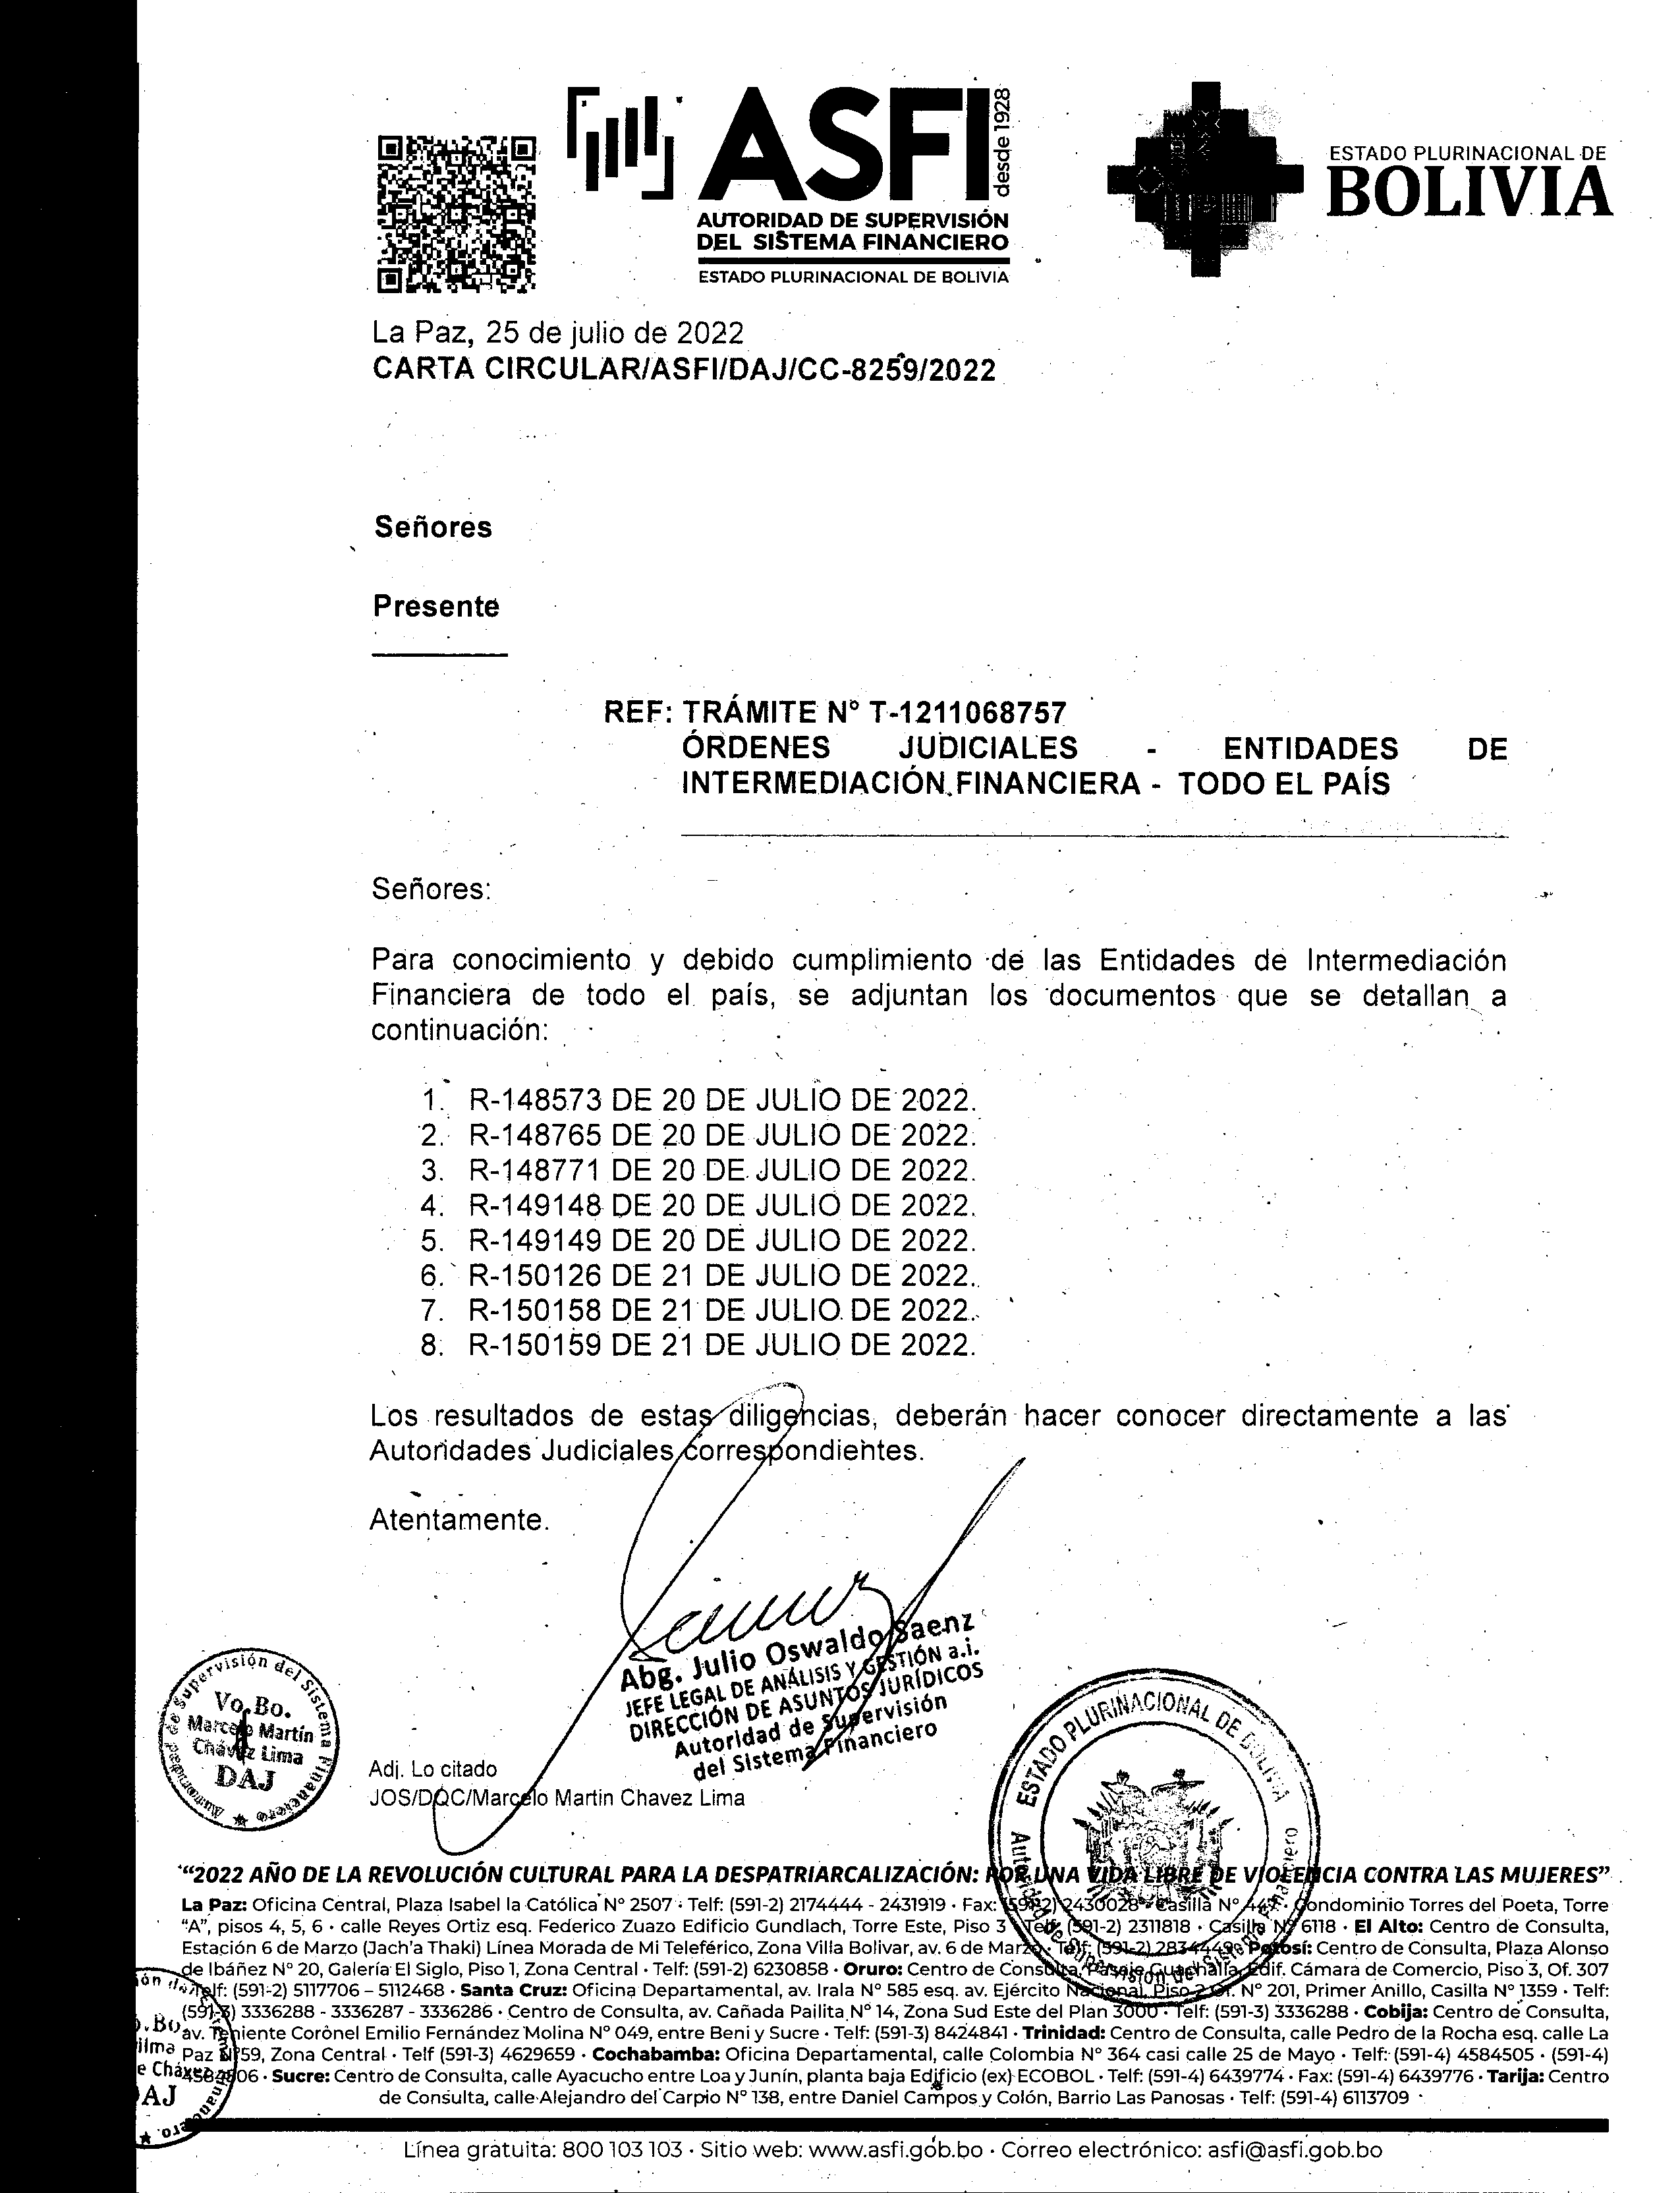 ASFI
desde 1928
AUTORIDAD DE SUPERVISIÓN
DEL SISTEMA FINANCIERO
ESTADO PLURINACIONAL DE BOLIVIA
ESTADO PLURINACIONAL DE
BOLIVIA
La Paz, 25 de julio de 2022
CARTA CIRCULAR/ASFI/DAJ/CC-8259/2022
Señores
Presente
REF: TRÁMITE N° T-1211068757
ÓRDENES JUDICIALES - ENTIDADES DE
INTERMEDIACIÓN FINANCIERA - TODO EL PAÍS
Señores:
Para conocimiento y debido cumplimiento de las Entidades de Intermediación
Financiera de todo el país, se adjuntan los documentos que se detallan a
continuación:
1. R-148573 DE 20 DE JULIO DE 2022.
2. R-148765 DE 20 DE JULIO DE 2022.
3. R-148771 DE 20 DE JULIO DE 2022.
4. R-149148 DE 20 DE JULIO DE 2022.
5. R-149149 DE 20 DE JULIO DE 2022.
6. R-150126 DE 21 DE JULIO DE 2022.
7. R-150158 DE 21 DE JULIO DE 2022.
8. R-150159 DE 21 DE JULIO DE 2022.
Los resultados de estas diligencias, deberán hacer conocer directamente a las
Autoridades Judiciales correspondientes.
Atentamente.
Abg. Julio Oswaldo Saenz
JEFE LEGAL DE ANÁLISIS Y GESTIÓN a.i.
DIRECCIÓN DE ASUNTOS JURÍDICOS
Autoridad de Supervisión
del Sistema Financiero
Autoridad de Supervisión del Sistema Financiero
Vo.Bo.
Marcelo Martín
Chávez Lima
DAJ
Adj. Lo citado
JOS/DQC/Marcelo Martin Chavez Lima
ESTADO PLURINACIONAL DE BOLIVIA
Autoridad de Supervisión del Sistema Financiero
"2022 AÑO DE LA REVOLUCIÓN CULTURAL PARA LA DESPATRIARCALIZACIÓN: POR UNA VIDA LIBRE DE VIOLENCIA CONTRA LAS MUJERES"
La Paz: Oficina Central, Plaza Isabel la Católica N° 2507 · Telf: (591-2) 2174444 - 2431919 · Fax: (591-2) 2430028 · Casilla N° 447 · Condominio Torres del Poeta, Torre
"A", pisos 4, 5, 6 · calle Reyes Ortiz esq. Federico Zuazo Edificio Gundlach, Torre Este, Piso 3 · Telf: (591-2) 2311818 · Casilla N° 6118 · El Alto: Centro de Consulta,
Estación 6 de Marzo (Jach'a Thaki) Línea Morada de Mi Teleférico, Zona Villa Bolivar, av. 6 de Marzo · Telf: (591-2) 2834449 · Potosí: Centro de Consulta, Plaza Alonso
de Ibáñez N° 20, Galería El Siglo, Piso 1, Zona Central · Telf: (591-2) 6230858 · Oruro: Centro de Consulta, Pasaje Guachalla, Edif. Cámara de Comercio, Piso 3, Of. 307
Telf: (591-2) 5117706 – 5112468 · Santa Cruz: Oficina Departamental, av. Irala N° 585 esq. av. Ejército Nacional, Piso 2 Of. N° 201, Primer Anillo, Casilla N° 1359 · Telf:
(591-3) 3336288 - 3336287 - 3336286 · Centro de Consulta, av. Cañada Pailita N° 14, Zona Sud Este del Plan 3000 · Telf: (591-3) 3336288 · Cobija: Centro de Consulta,
av. Teniente Corónel Emilio Fernández Molina N° 049, entre Beni y Sucre · Telf: (591-3) 8424841 · Trinidad: Centro de Consulta, calle Pedro de la Rocha esq. calle La
Paz N°59, Zona Central · Telf (591-3) 4629659 · Cochabamba: Oficina Departamental, calle Colombia N° 364 casi calle 25 de Mayo · Telf: (591-4) 4584505 · (591-4)
4584506 · Sucre: Centro de Consulta, calle Ayacucho entre Loa y Junín, planta baja Edificio (ex) ECOBOL · Telf: (591-4) 6439774 · Fax: (591-4) 6439776 · Tarija: Centro
de Consulta, calle Alejandro del Carpio N° 138, entre Daniel Campos y Colón, Barrio Las Panosas · Telf: (591-4) 6113709
Línea gratuita: 800 103 103 · Sitio web: www.asfi.gob.bo · Correo electrónico: asfi@asfi.gob.bo